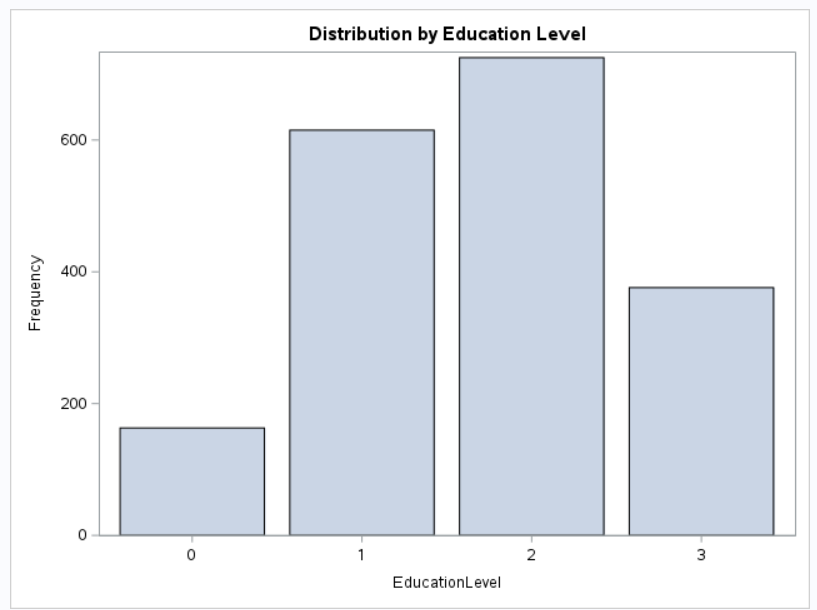 Distribution by Education Level
600
400
200
0
Frequency
0 1 2 3
EducationLevel